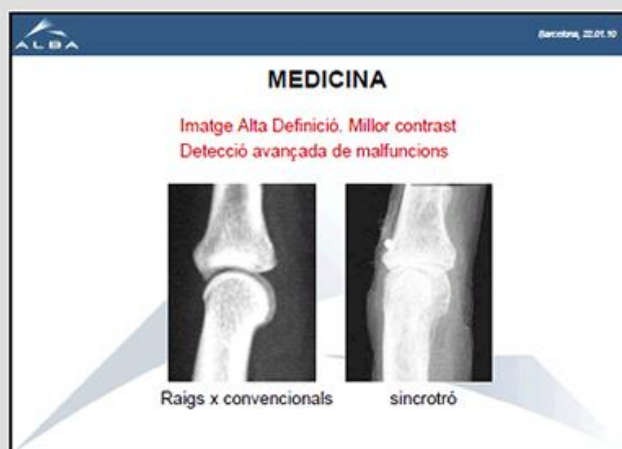 ALBA
Barcelona, 22.01.10
MEDICINA
Imatge Alta Definició. Millor contrast
Detecció avançada de malfuncions
Raigs x convencionals
sincrotró